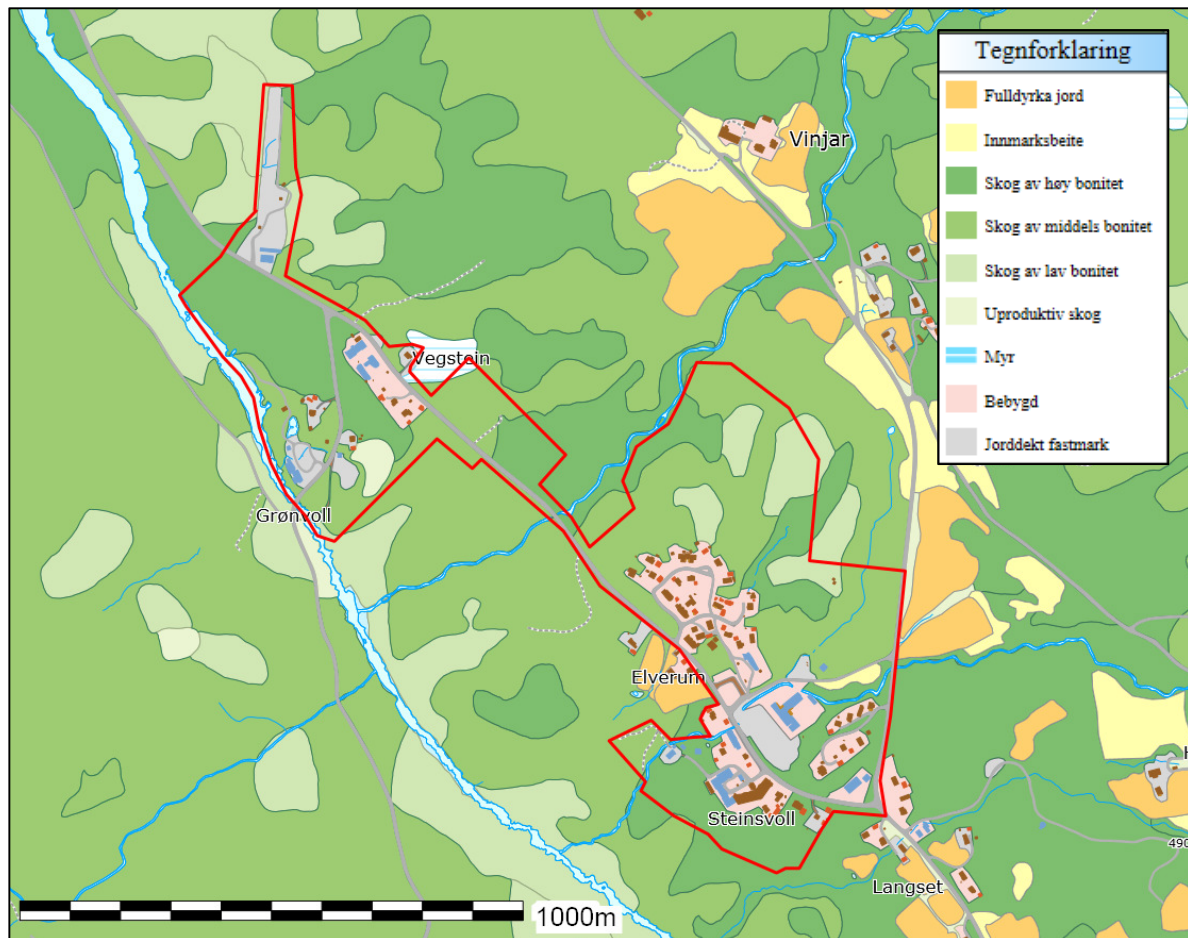 Tegnforklaring
Fulldyrka jord
Innmarksbeite
Skog av høy bonitet
Skog av middels bonitet
Skog av lav bonitet
Uproduktiv skog
Myr
Bebygd
Jorddekt fastmark
Vinjar
Vegstein
Grønvoll
Elverum
H
Steinsvoll
490
Langset
1000m